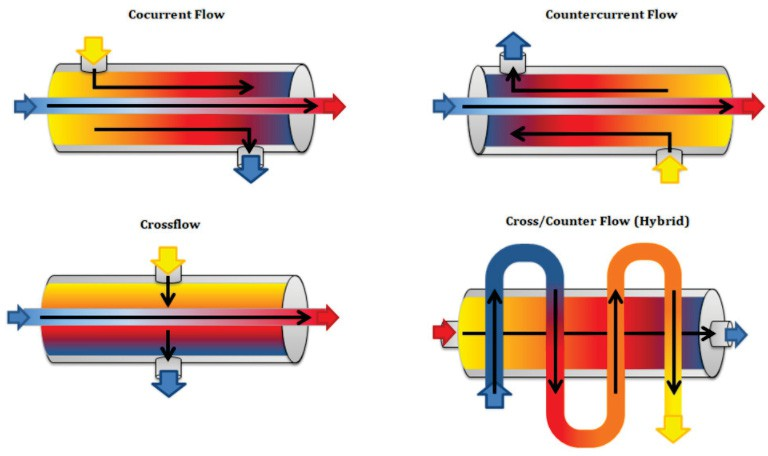 Cocurrent Flow
Countercurrent Flow
Crossflow
Cross/Counter Flow (Hybrid)